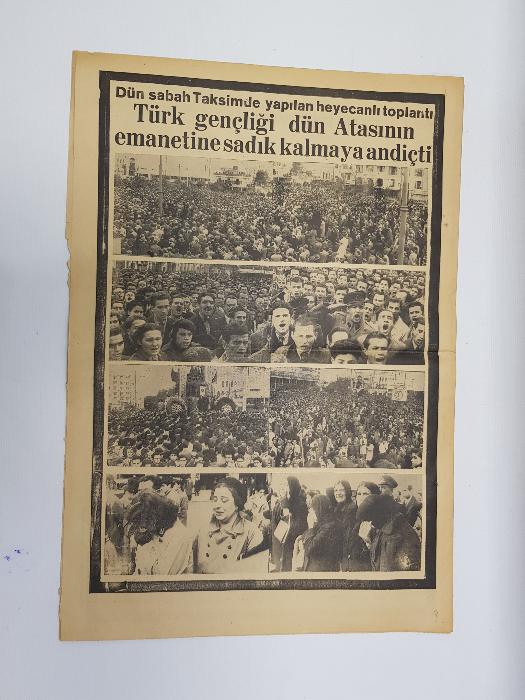 Dün sabah Taksimde yapılan heyecanlı toplantı
Türk gençliği dün Atasının
emanetine sadık kalmaya andiçti